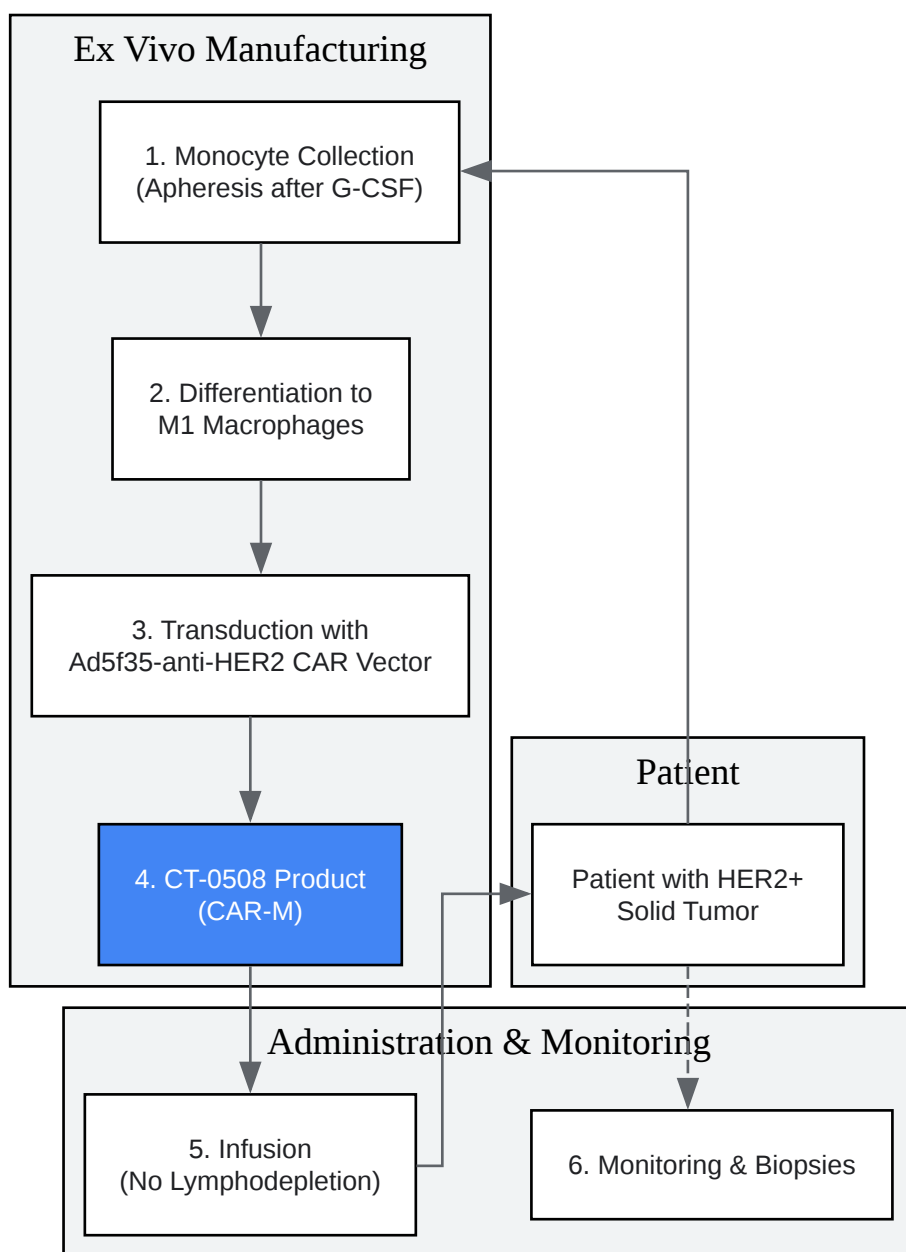 Ex Vivo Manufacturing
1. Monocyte Collection
(Apheresis after G-CSF)
2. Differentiation to
M1 Macrophages
3. Transduction with
Ad5f35-anti-HER2 CAR Vector
4. CT-0508 Product
(CAR-M)
Patient
Patient with HER2+
Solid Tumor
Administration & Monitoring
5. Infusion
(No Lymphodepletion)
6. Monitoring & Biopsies